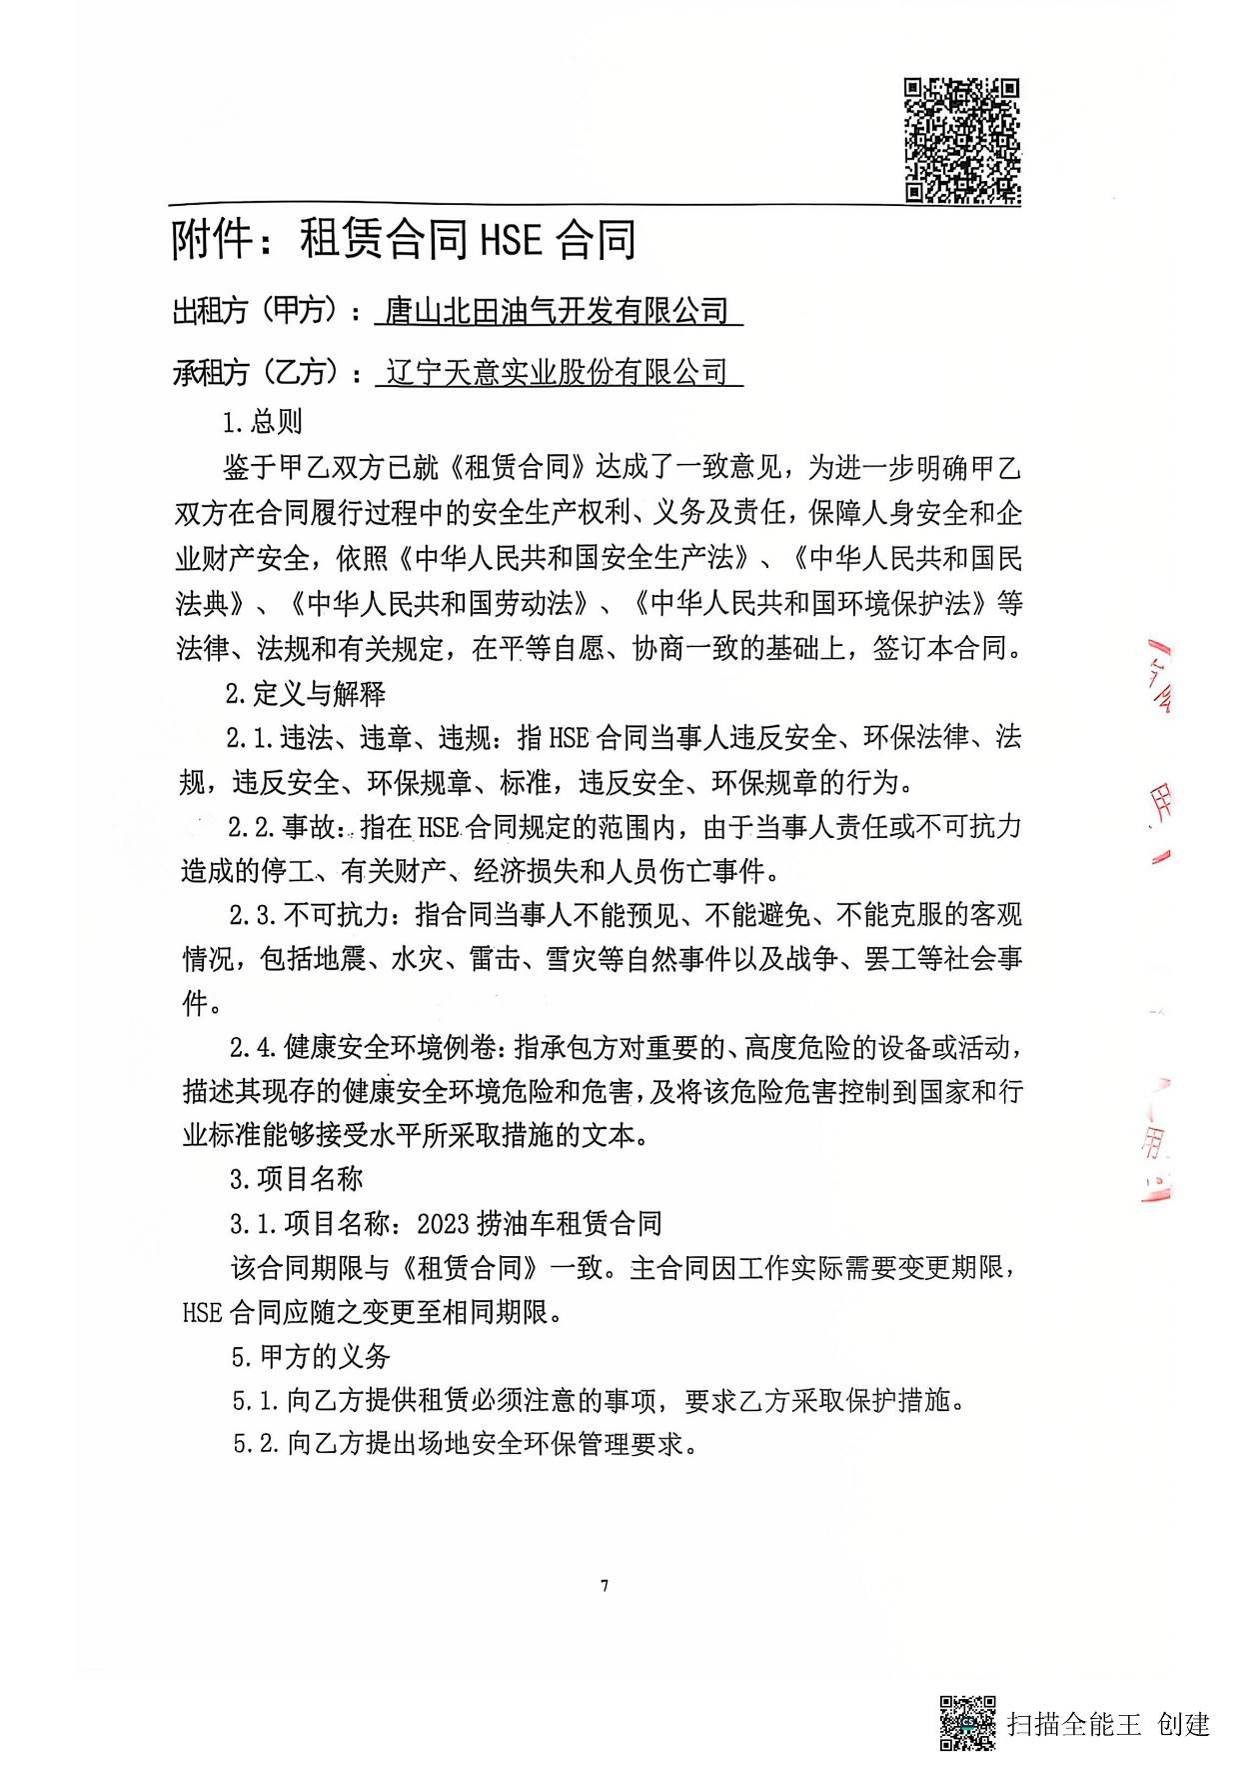 附件：租赁合同 HSE 合同
出租方（甲方）：唐山北田油气开发有限公司
承租方（乙方）：辽宁天意实业股份有限公司
1.总则
鉴于甲乙双方已就《租赁合同》达成了一致意见，为进一步明确甲乙
双方在合同履行过程中的安全生产权利、义务及责任，保障人身安全和企
业财产安全，依照《中华人民共和国安全生产法》、《中华人民共和国民
法典》、《中华人民共和国劳动法》、《中华人民共和国环境保护法》等
法律、法规和有关规定，在平等自愿、协商一致的基础上，签订本合同。
2.定义与解释
2.1.违法、违章、违规：指 HSE 合同当事人违反安全、环保法律、法
规，违反安全、环保规章、标准，违反安全、环保规章的行为。
2.2.事故：指在 HSE 合同规定的范围内，由于当事人责任或不可抗力
造成的停工、有关财产、经济损失和人员伤亡事件。
2.3.不可抗力：指合同当事人不能预见、不能避免、不能克服的客观
情况，包括地震、水灾、雷击、雪灾等自然事件以及战争、罢工等社会事
件。
2.4.健康安全环境例卷：指承包方对重要的、高度危险的设备或活动，
描述其现存的健康安全环境危险和危害，及将该危险危害控制到国家和行
业标准能够接受水平所采取措施的文本。
3.项目名称
3.1.项目名称：2023 捞油车租赁合同
该合同期限与《租赁合同》一致。主合同因工作实际需要变更期限，
HSE 合同应随之变更至相同期限。
5.甲方的义务
5.1.向乙方提供租赁必须注意的事项，要求乙方采取保护措施。
5.2.向乙方提出场地安全环保管理要求。
7
用
用
扫描全能王 创建